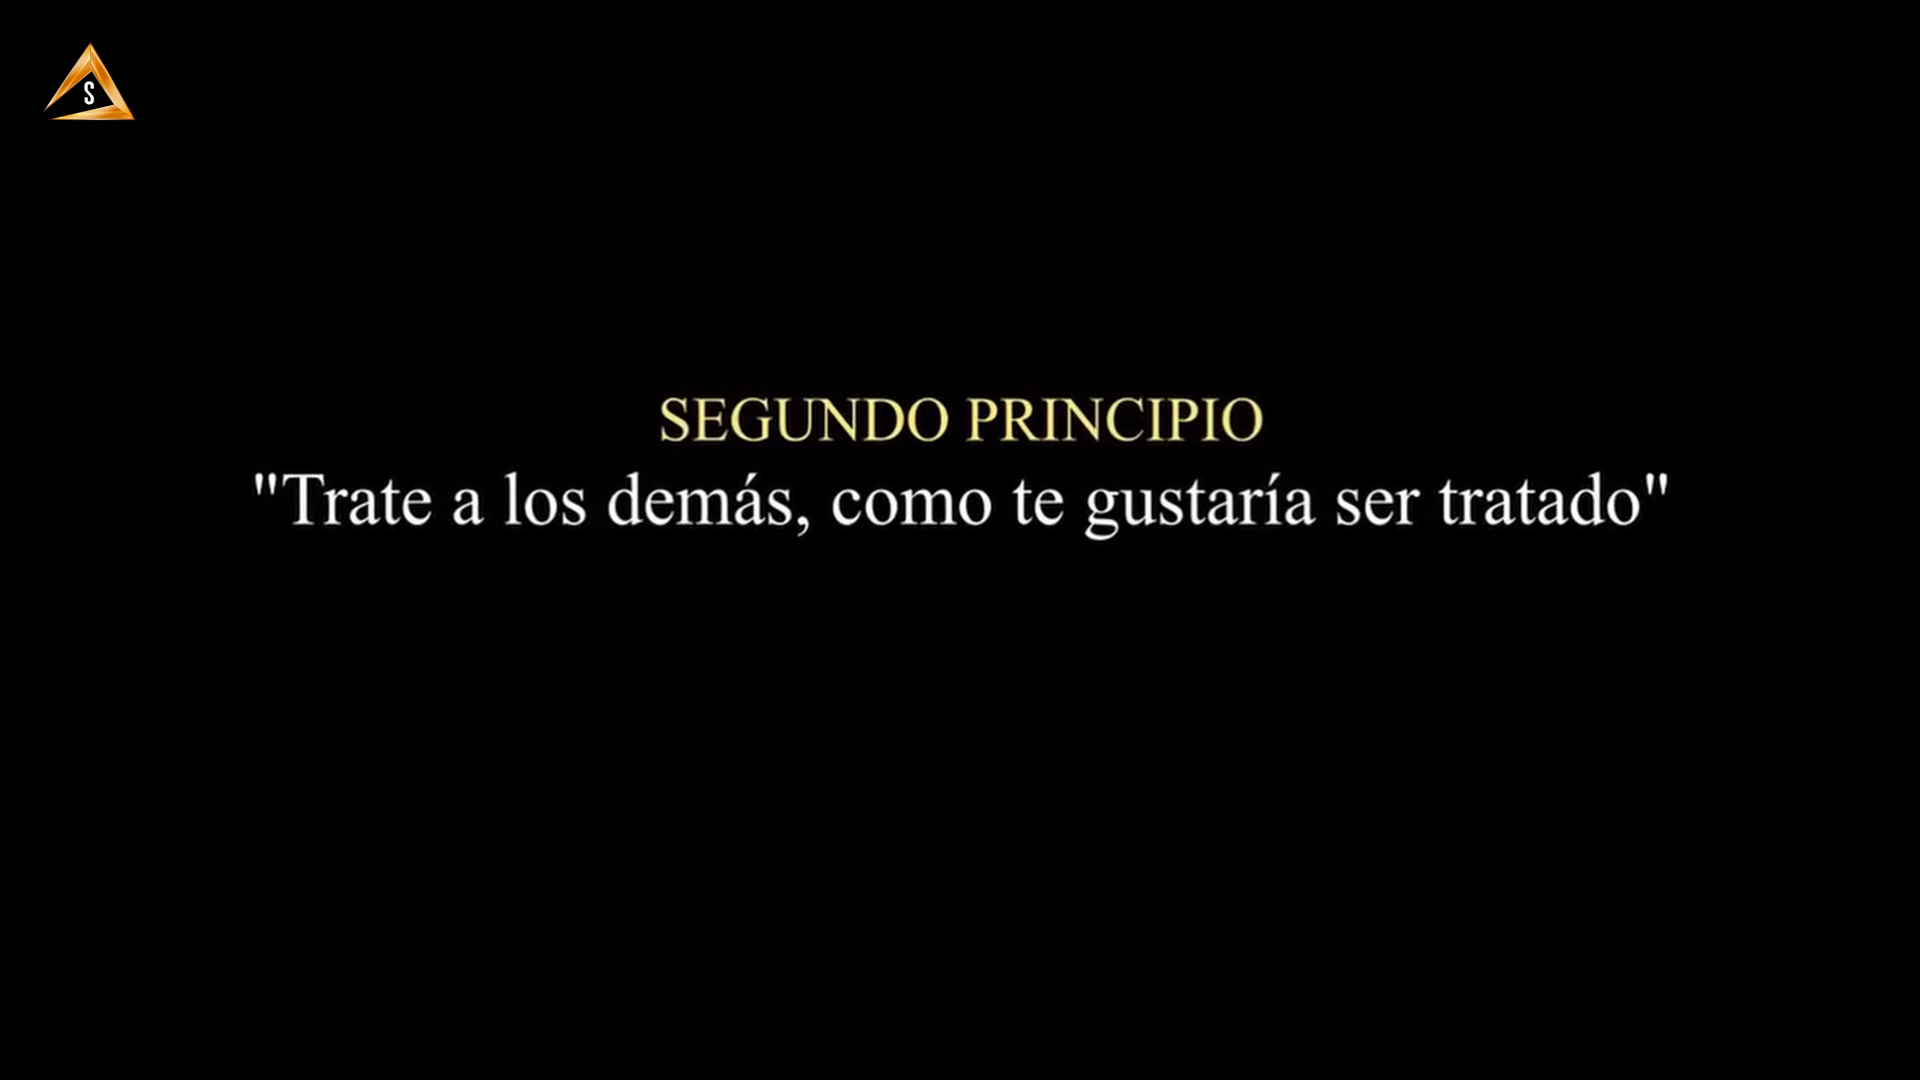 S
SEGUNDO PRINCIPIO
"Trate a los demás, como te gustaría ser tratado"